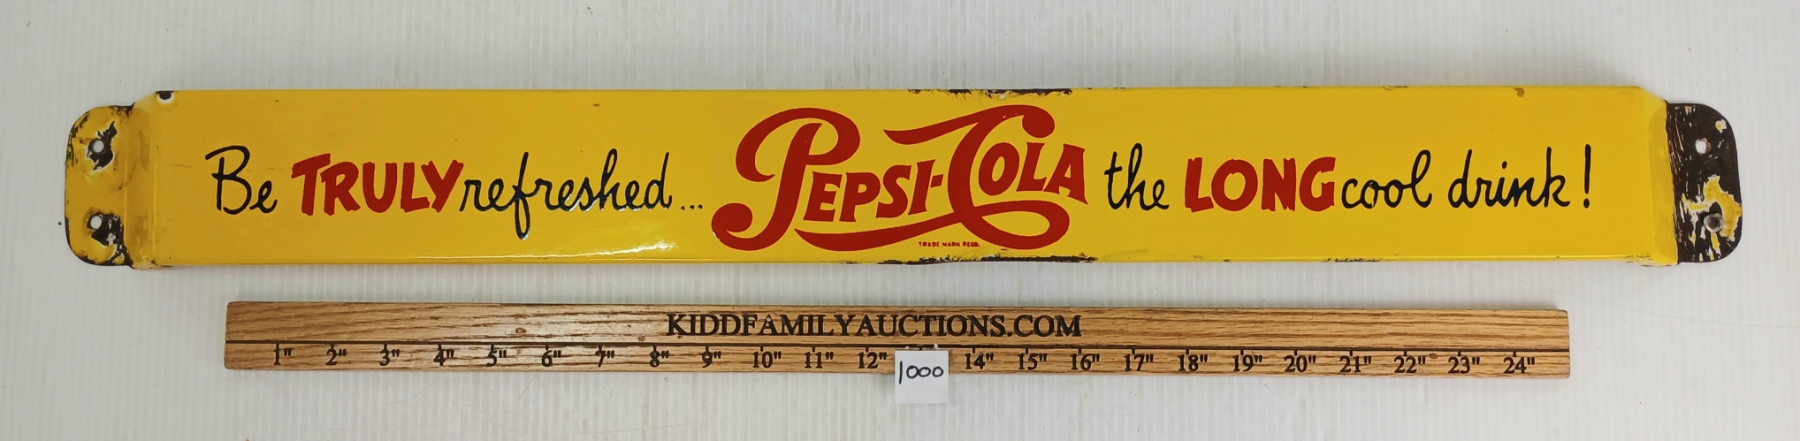 Be TRULY refreshed... PEPSI-COLA the LONG cool drink!
TRADE MARK REGD.
KIDDFAMILYAUCTIONS.COM
1" 2" 3" 4" 5" 6" 7" 8" 9" 10" 11" 12" 14" 15" 16" 17" 18" 19" 20" 21" 22" 23" 24"
1000